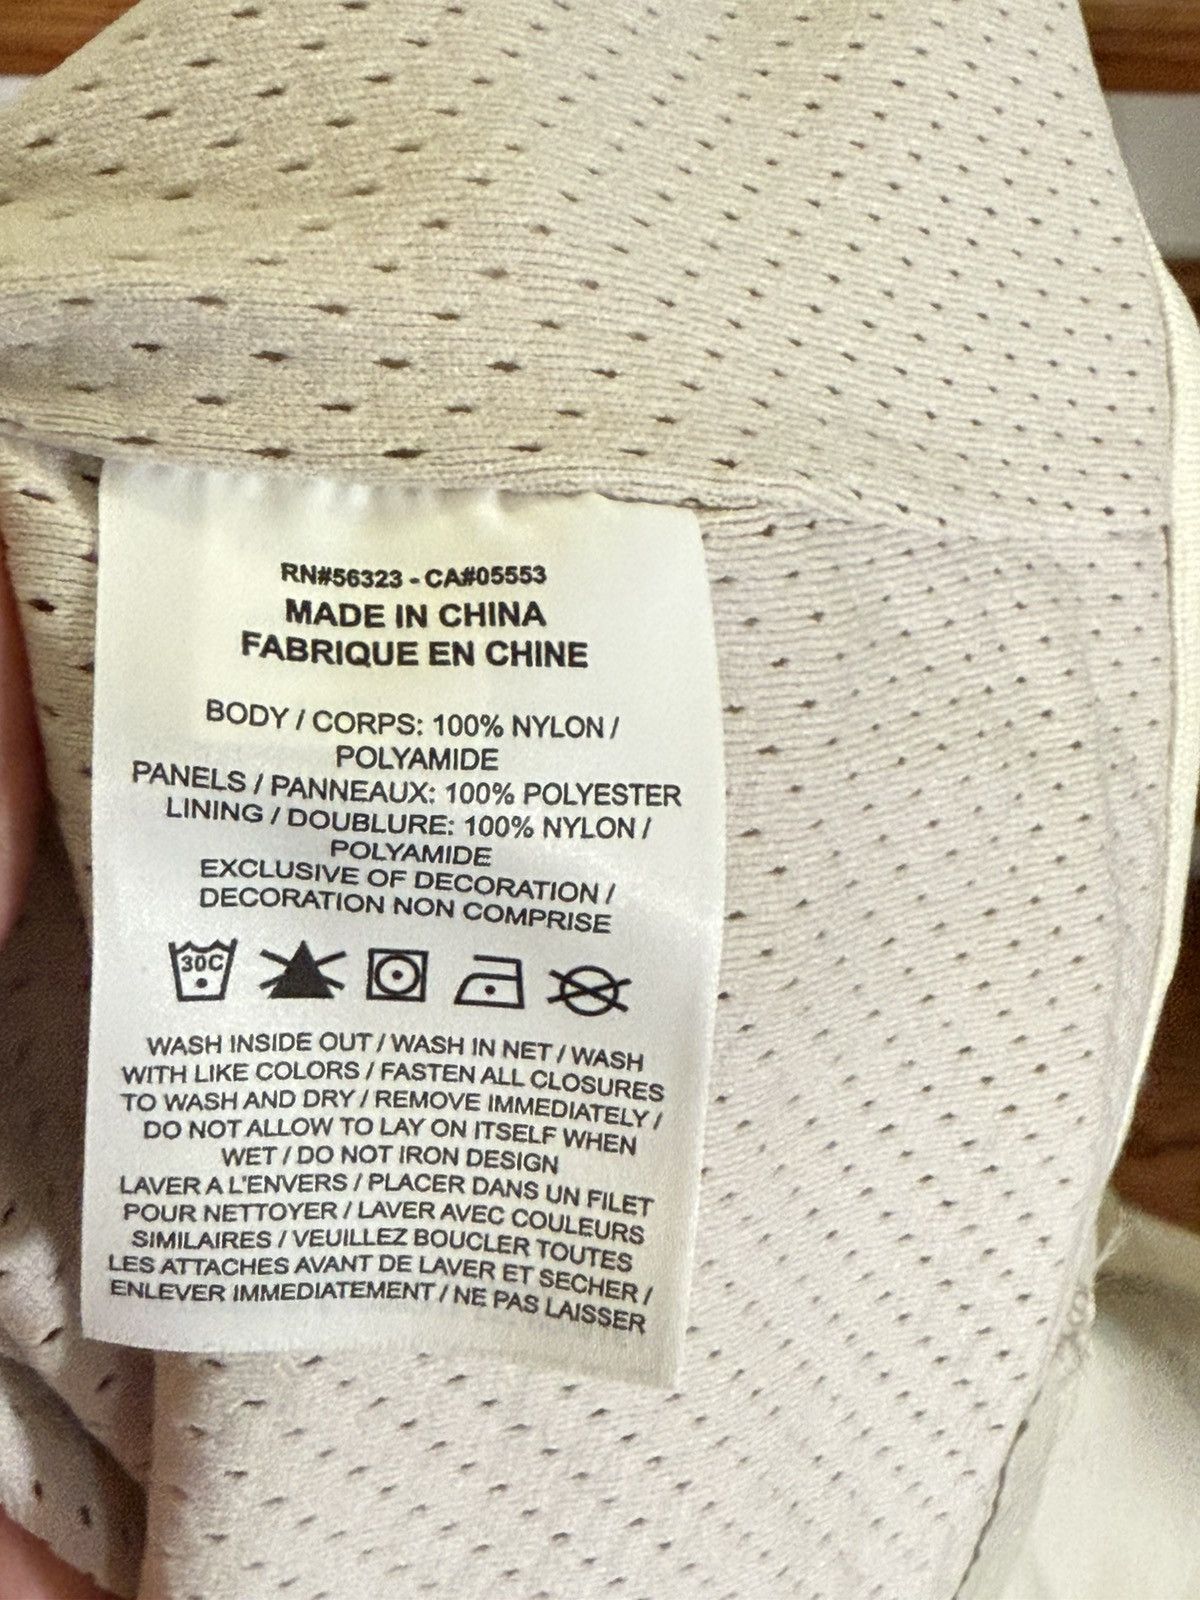 RN#56323 - CA#05553
MADE IN CHINA
FABRIQUE EN CHINE
BODY / CORPS: 100% NYLON /
POLYAMIDE
PANELS / PANNEAUX: 100% POLYESTER
LINING / DOUBLURE: 100% NYLON /
POLYAMIDE
EXCLUSIVE OF DECORATION /
DECORATION NON COMPRISE
30C
WASH INSIDE OUT / WASH IN NET / WASH
WITH LIKE COLORS / FASTEN ALL CLOSURES
TO WASH AND DRY / REMOVE IMMEDIATELY /
DO NOT ALLOW TO LAY ON ITSELF WHEN
WET / DO NOT IRON DESIGN
LAVER A L'ENVERS / PLACER DANS UN FILET
POUR NETTOYER / LAVER AVEC COULEURS
SIMILAIRES / VEUILLEZ BOUCLER TOUTES
LES ATTACHES AVANT DE LAVER ET SECHER /
ENLEVER IMMEDIATEMENT / NE PAS LAISSER